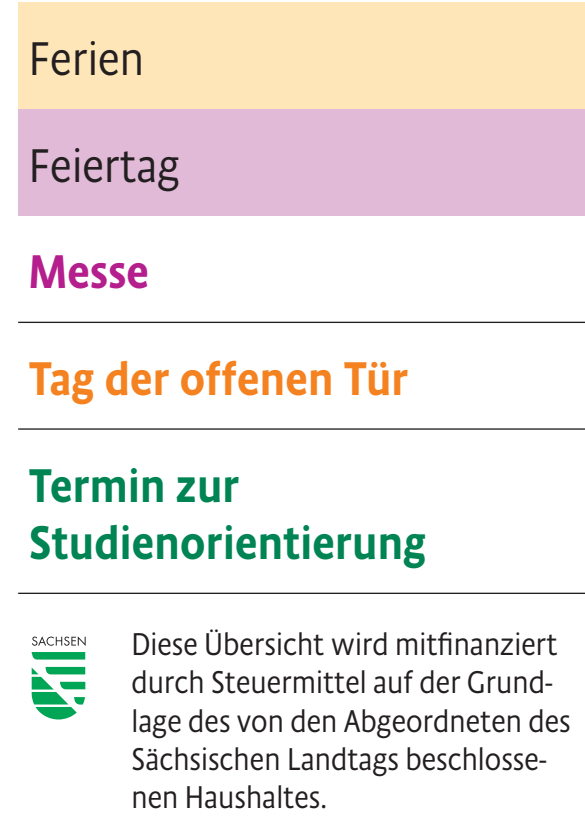 Ferien
Feiertag
Messe
Tag der offenen Tür
Termin zur
Studienorientierung
SACHSEN
Diese Übersicht wird mitfinanziert
durch Steuermittel auf der Grund-
lage des von den Abgeordneten des
Sächsischen Landtags beschlosse-
nen Haushaltes.